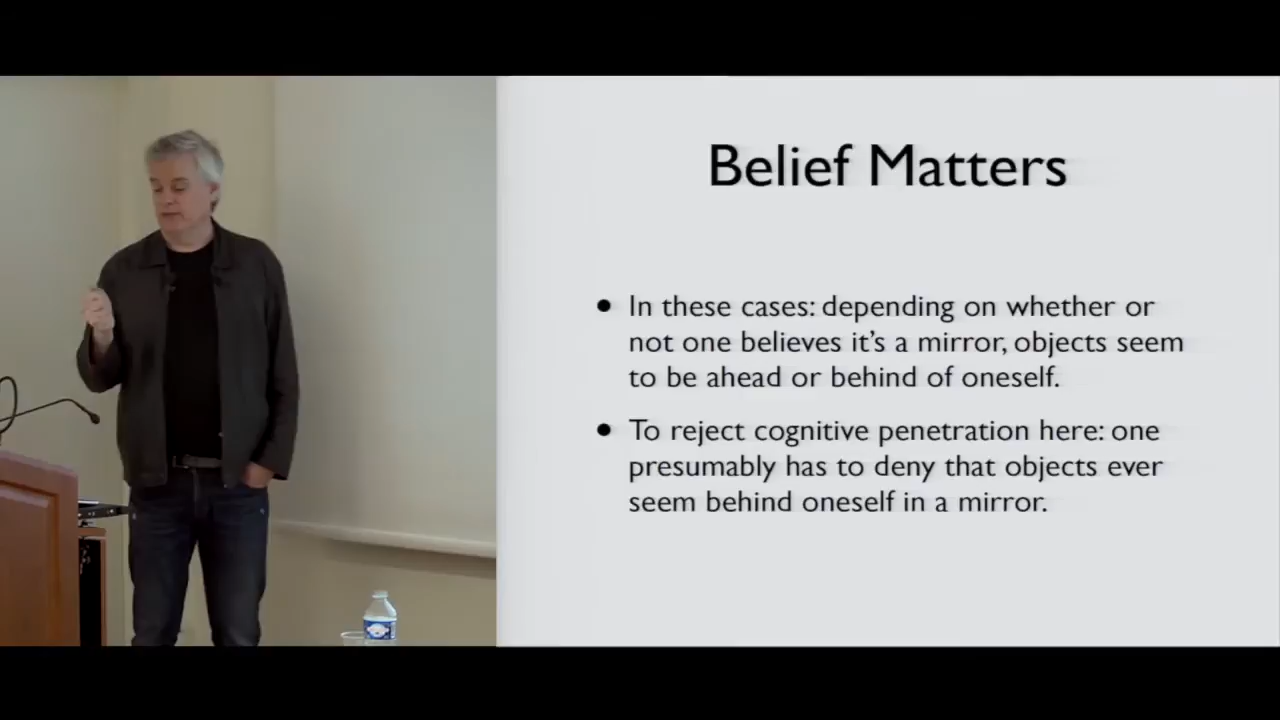 Belief Matters
• In these cases: depending on whether or
not one believes it's a mirror, objects seem
to be ahead or behind of oneself.
• To reject cognitive penetration here: one
presumably has to deny that objects ever
seem behind oneself in a mirror.